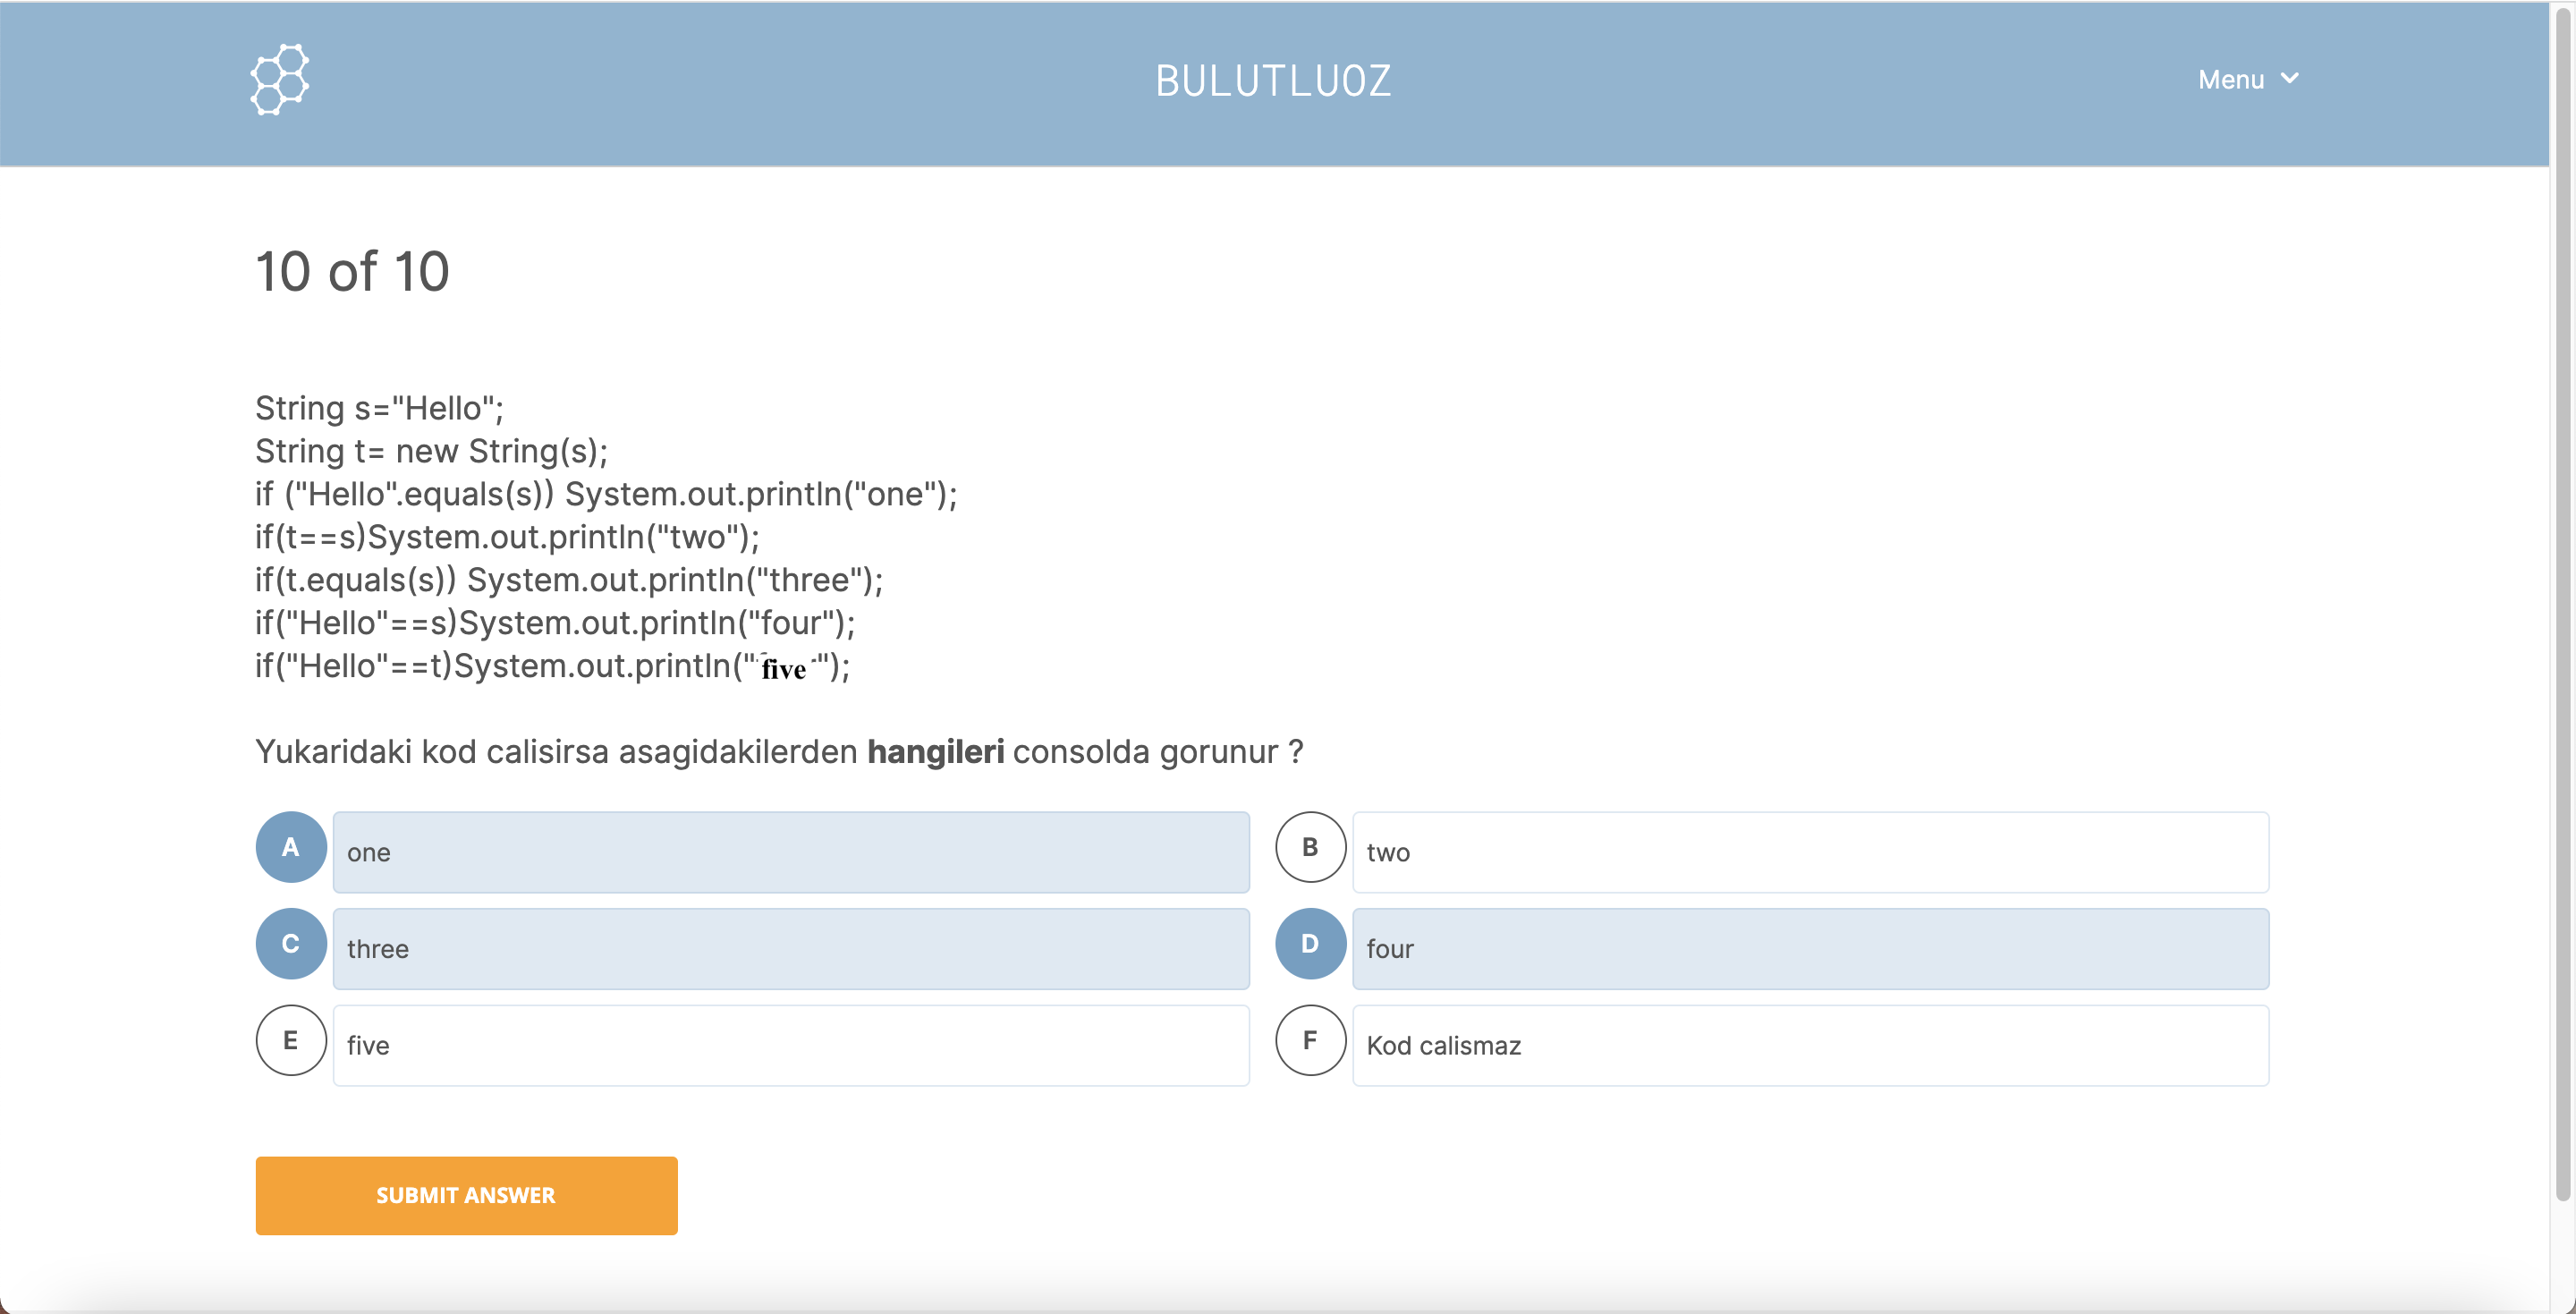 BULUTLUOZ
Menu
10 of 10
String s="Hello";
String t= new String(s);
if ("Hello".equals(s)) System.out.println("one");
if(t==s)System.out.println("two");
if(t.equals(s)) System.out.println("three");
if("Hello"==s)System.out.println("four");
if("Hello"==t)System.out.println("five");
Yukaridaki kod calisirsa asagidakilerden hangileri consolda gorunur ?
A one
B two
C three
D four
E five
F Kod calismaz
SUBMIT ANSWER